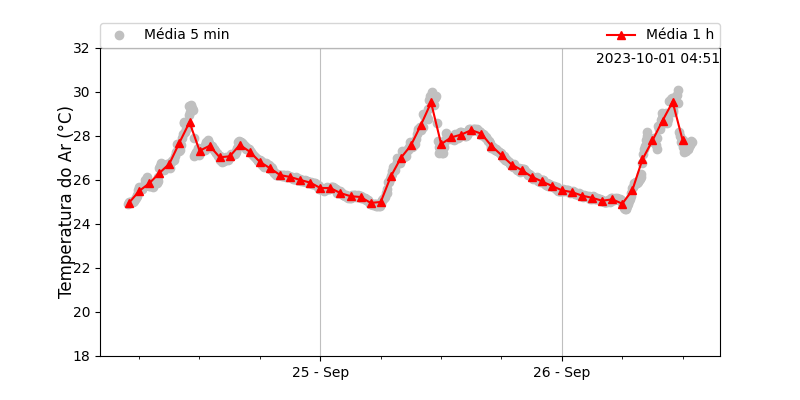 Média 5 min
Média 1 h
2023-10-01 04:51
Temperatura do Ar (°C)
32
30
28
26
24
22
20
18
25 - Sep
26 - Sep